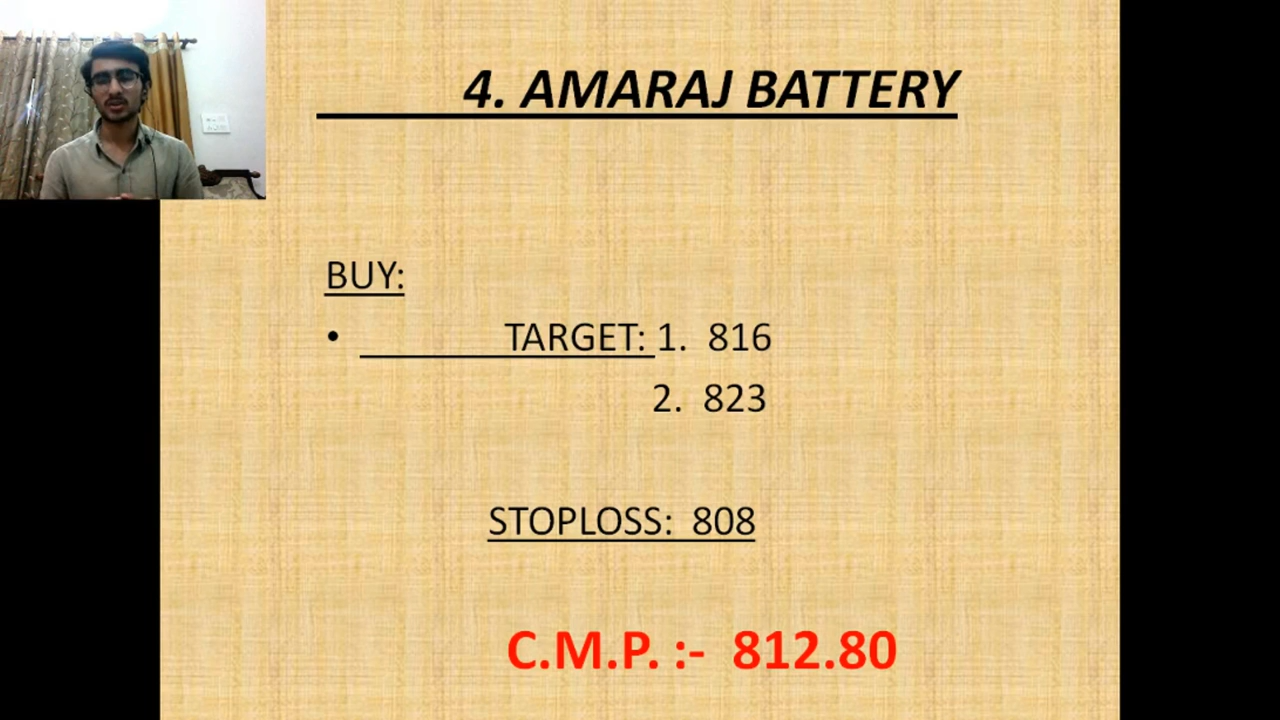 4. AMARAJ BATTERY
BUY:
• TARGET: 1. 816
2. 823
STOPLOSS: 808
C.M.P. :- 812.80